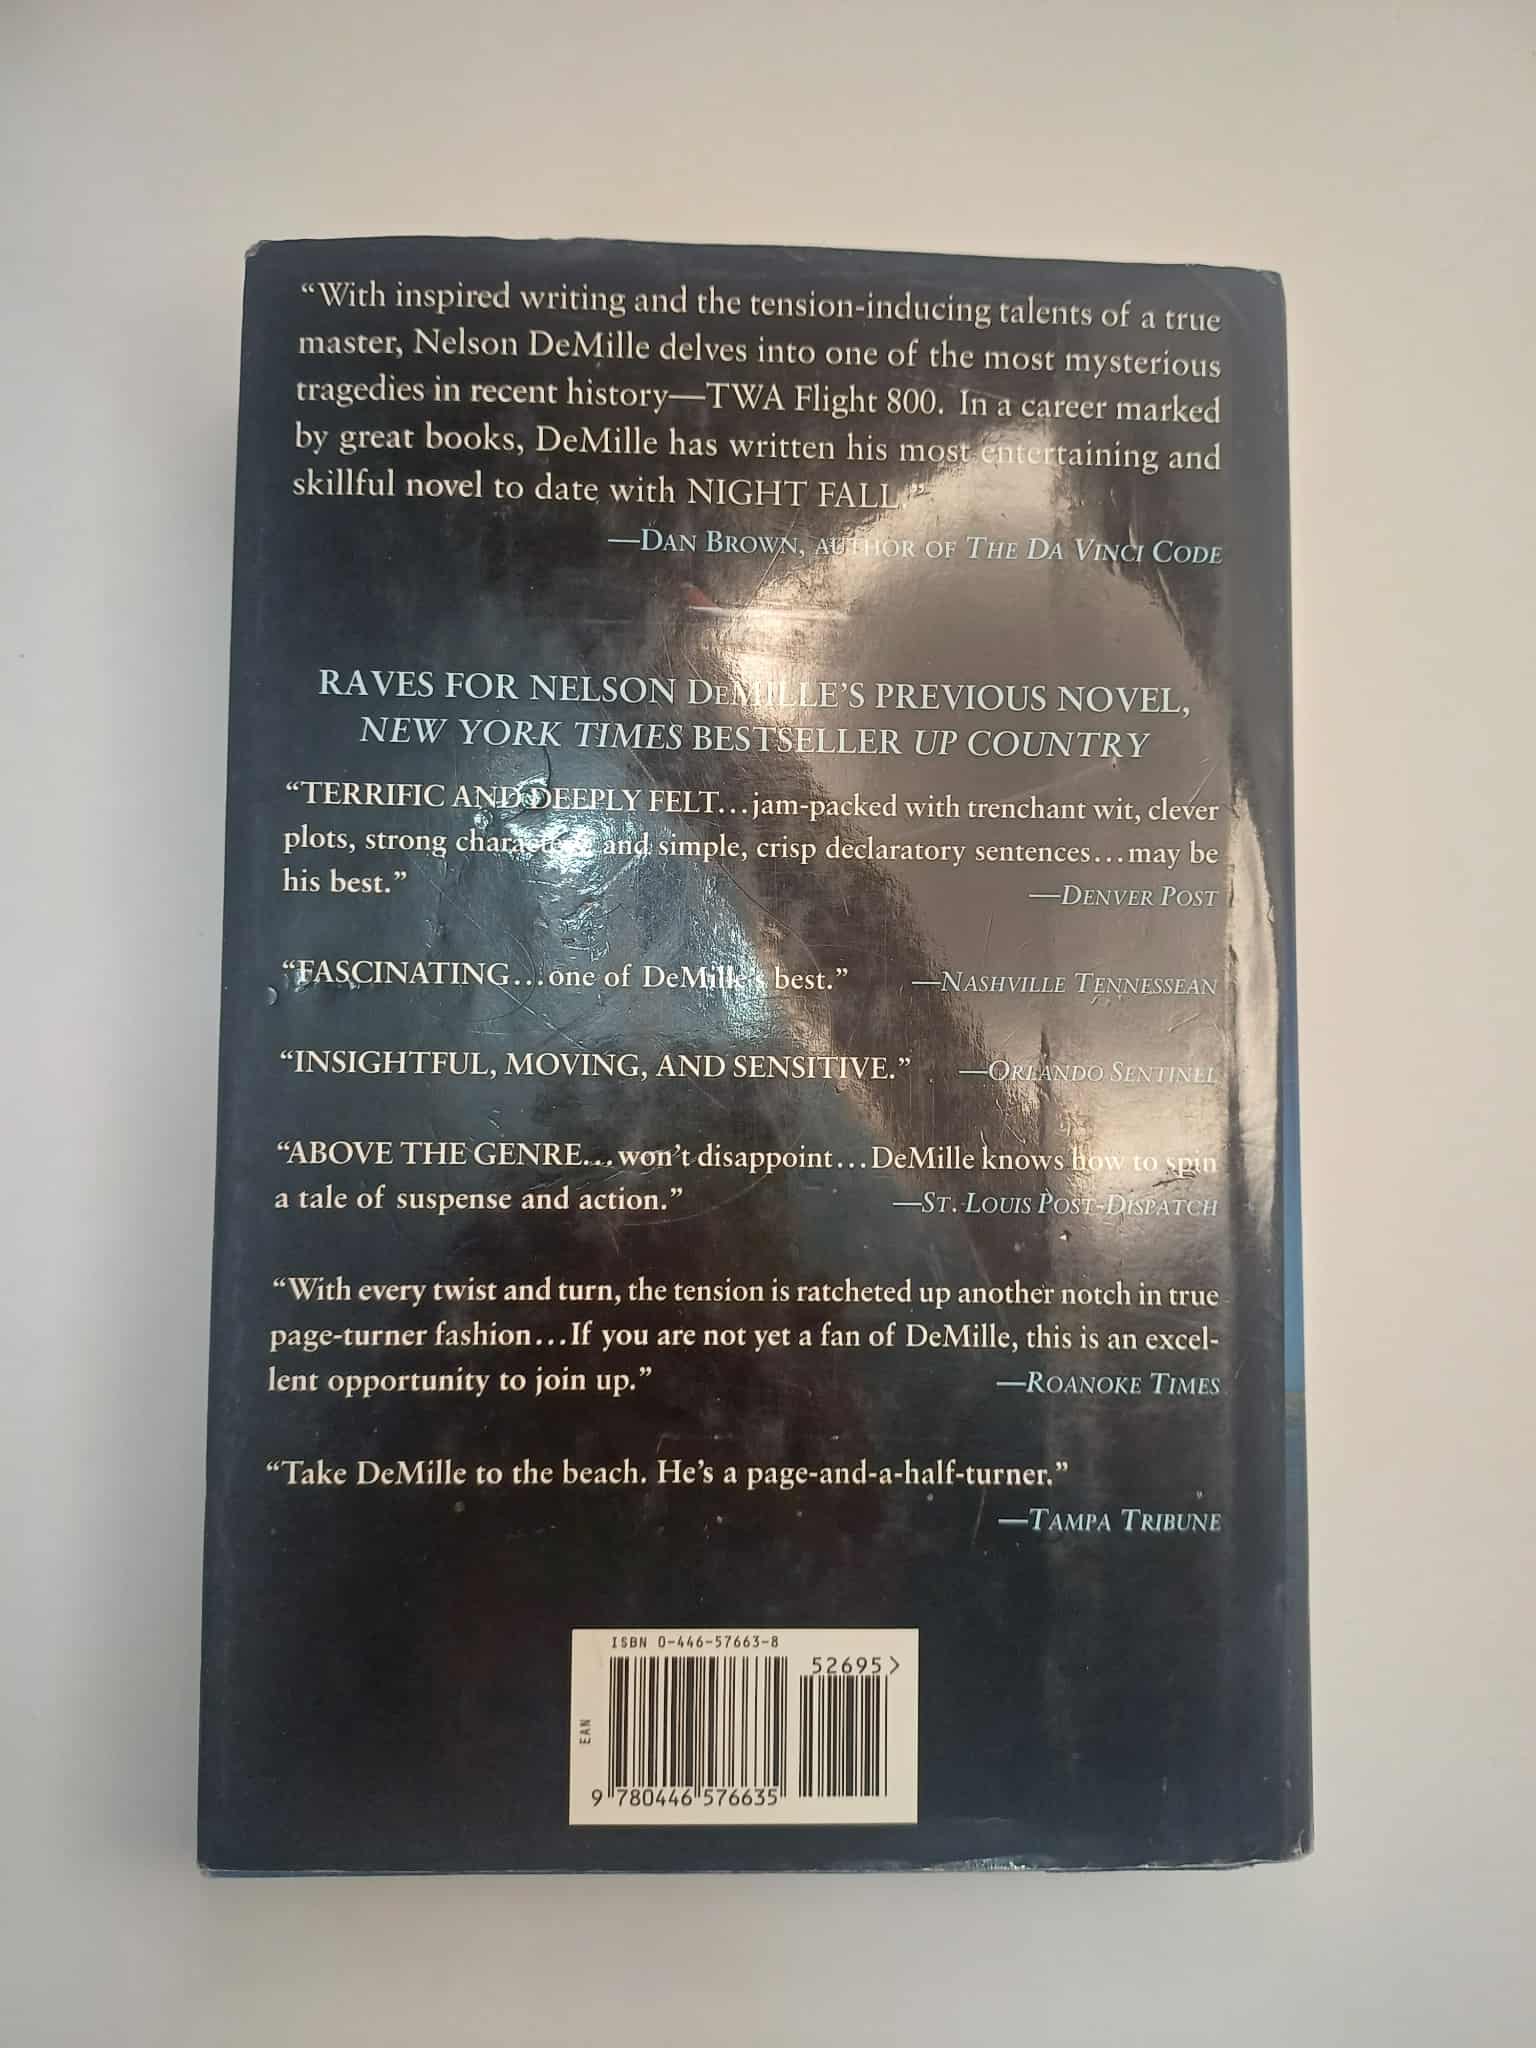 “With inspired writing and the tension-inducing talents of a true
master, Nelson DeMille delves into one of the most mysterious
tragedies in recent history—TWA Flight 800. In a career marked
by great books, DeMille has written his most entertaining and
skillful novel to date with NIGHT FALL.”
—DAN BROWN, AUTHOR OF THE DA VINCI CODE
RAVES FOR NELSON DEMILLE’S PREVIOUS NOVEL,
NEW YORK TIMES BESTSELLER UP COUNTRY
“TERRIFIC AND DEEPLY FELT...jam-packed with trenchant wit, clever
plots, strong characters, and simple, crisp declaratory sentences...may be
his best.” —DENVER POST
“FASCINATING...one of DeMille’s best.” —NASHVILLE TENNESSEAN
“INSIGHTFUL, MOVING, AND SENSITIVE.” —ORLANDO SENTINEL
“ABOVE THE GENRE...won’t disappoint...DeMille knows how to spin
a tale of suspense and action.” —ST. LOUIS POST-DISPATCH
“With every twist and turn, the tension is ratcheted up another notch in true
page-turner fashion...If you are not yet a fan of DeMille, this is an excel-
lent opportunity to join up.” —ROANOKE TIMES
“Take DeMille to the beach. He’s a page-and-a-half-turner.”
—TAMPA TRIBUNE
ISBN 0-446-57663-8
52695>
EAN
9 780446 576635